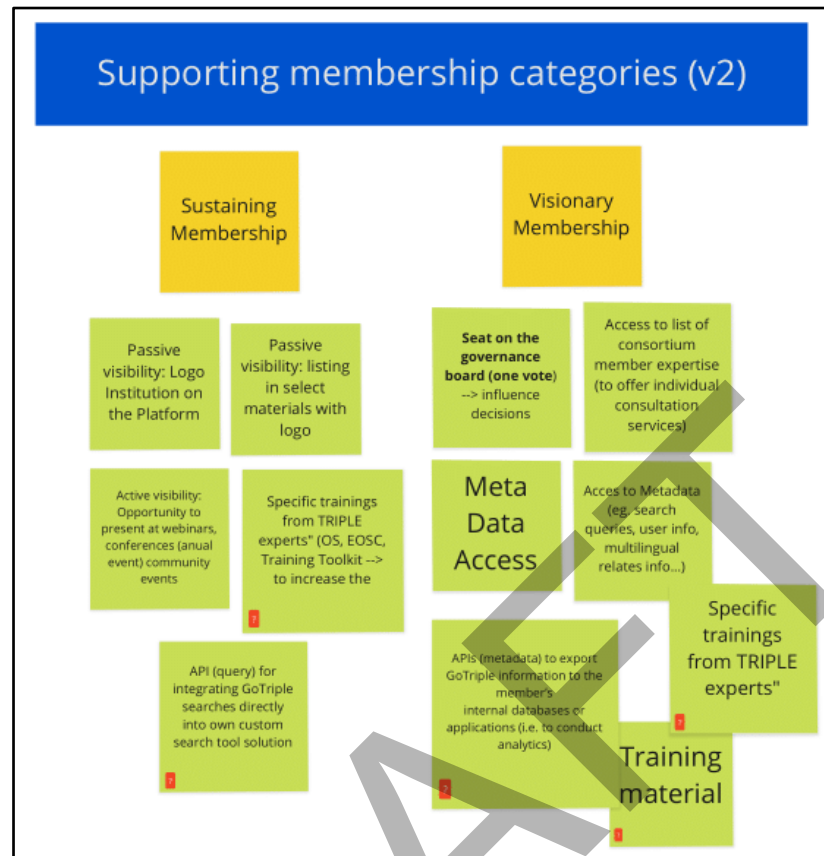 Supporting membership categories (v2)
Sustaining
Membership
Visionary
Membership
Passive
visibility: Logo
Institution on
the Platform
Passive
visibility: listing
in select
materials with
logo
Seat on the
governance
board (one vote)
--> influence
decisions
Access to list of
consortium
member expertise
(to offer individual
consultation
services)
Active visibility:
Opportunity to
present at webinars,
conferences (anual
event) community
events
Specific trainings
from TRIPLE
experts" (OS, EOSC,
Training Toolkit -->
to increase the
?
Meta
Data
Access
Acces to Metadata
(eg. search
queries, user info,
multilingual
relates info...)
API (query) for
integrating GoTriple
searches directly
into own custom
search tool solution
?
APIs (metadata) to export
GoTriple information to the
member's
internal databases or
applications (i.e. to conduct
analytics)
?
Specific
trainings
from TRIPLE
experts"
?
Training
material
?
AFT